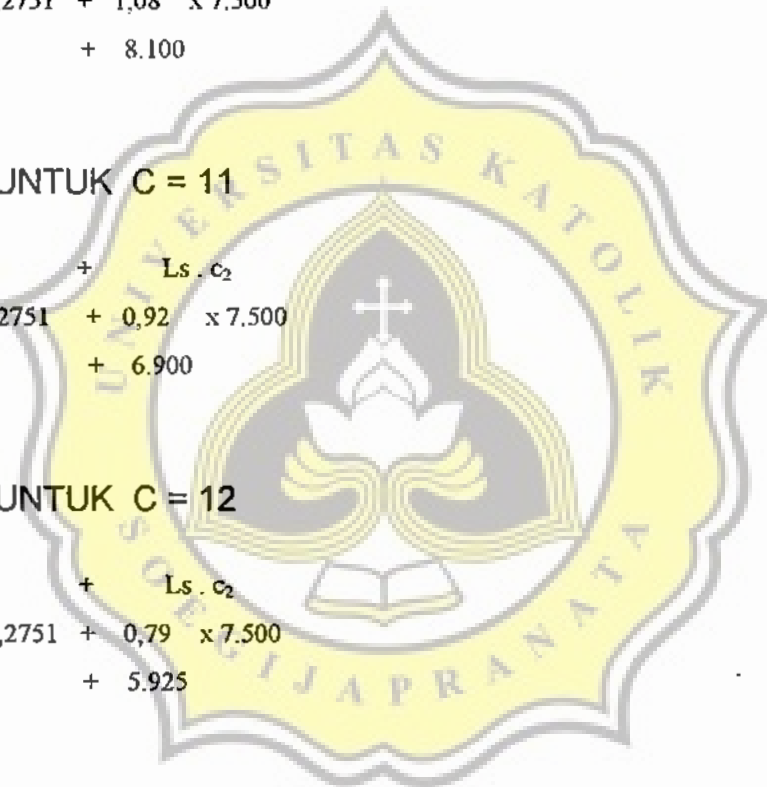 2751 + 1,08 x 7.500
+ 8.100
UNTUK C = 11
+ Ls . c₂
2751 + 0,92 x 7.500
+ 6.900
UNTUK C = 12
+ Ls . c₂
,2751 + 0,79 x 7.500
+ 5.925
UNIVERSITAS KATOLIK
SOEGIJAPRANATA